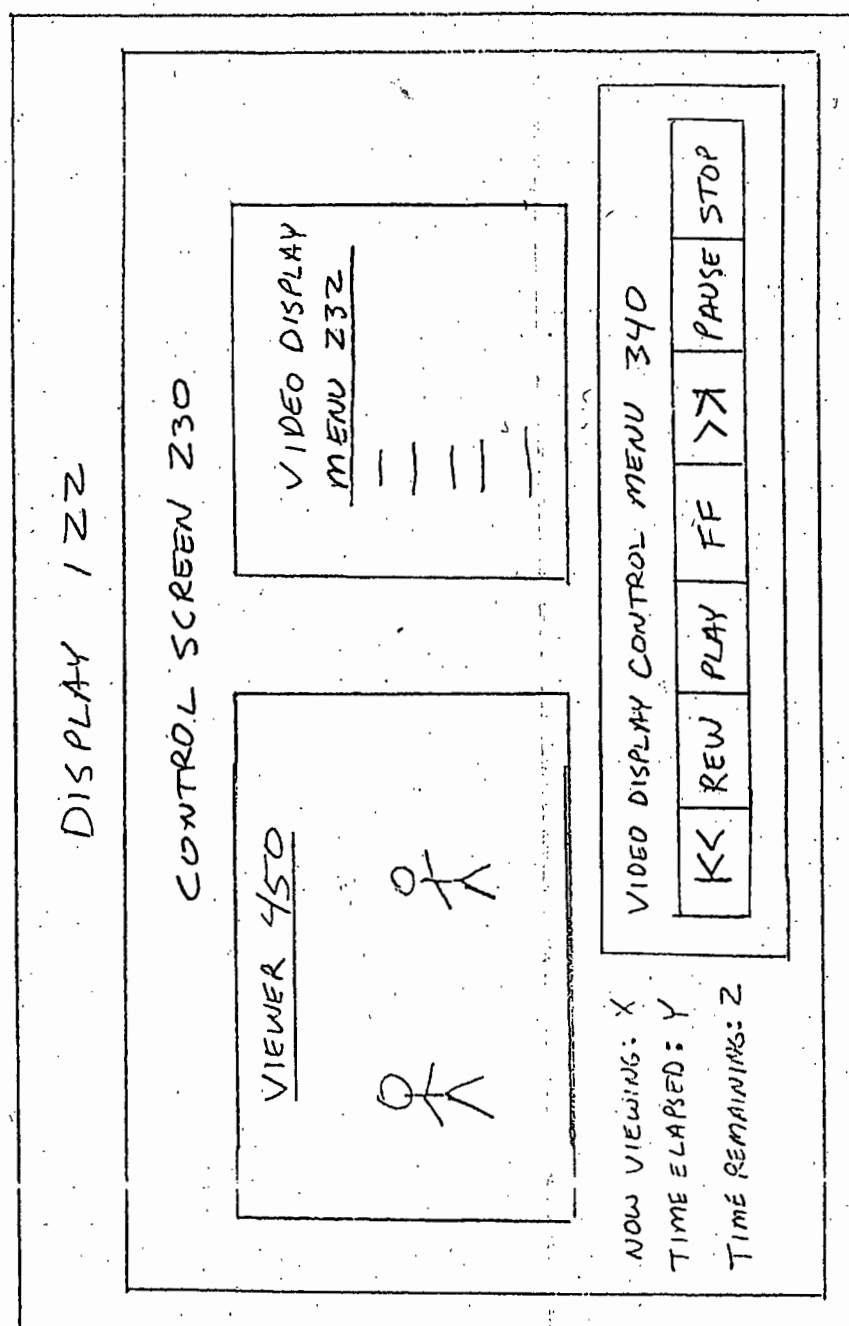 DISPLAY 122
CONTROL SCREEN 230
VIEWER 450
VIDEO DISPLAY
MENU 232
NOW VIEWING: X
TIME ELAPSED: Y
TIME REMAINING: Z
VIDEO DISPLAY CONTROL MENU 340
K< REW PLAY FF >K PAUSE STOP